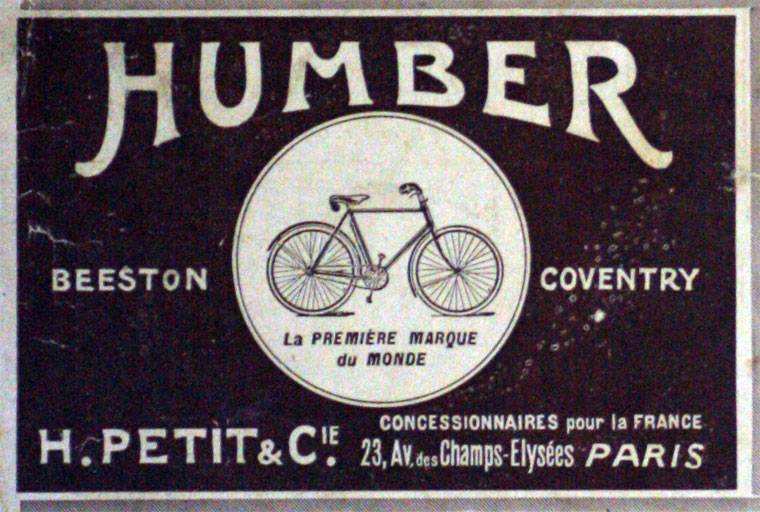 HUMBER
BEESTON
COVENTRY
La PREMIÈRE MARQUE
du MONDE
H. PETIT & CIE.
CONCESSIONNAIRES pour la FRANCE
23, Av. des Champs-Elysées PARIS